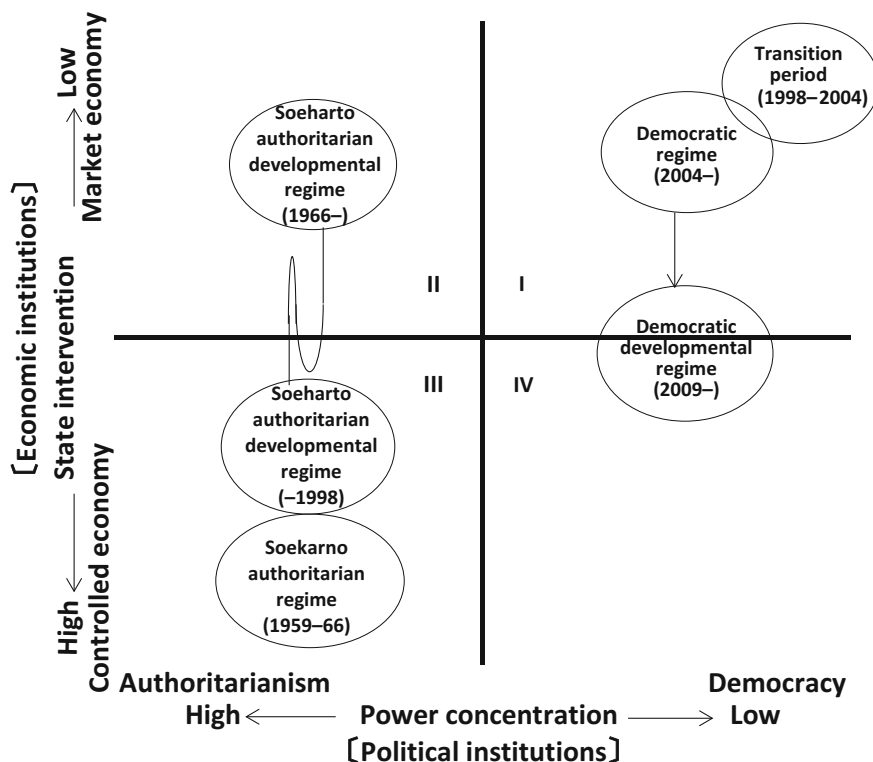 Low
Market economy
[Economic institutions]
State intervention
High
Controlled economy
Transition
period
(1998–2004)
Soeharto
authoritarian
developmental
regime
(1966–)
Democratic
regime
(2004–)
II
I
Democratic
developmental
regime
(2009–)
III
IV
Soeharto
authoritarian
developmental
regime
(–1998)
Soekarno
authoritarian
regime
(1959–66)
Authoritarianism
Democracy
High
Power concentration
Low
〔Political institutions〕